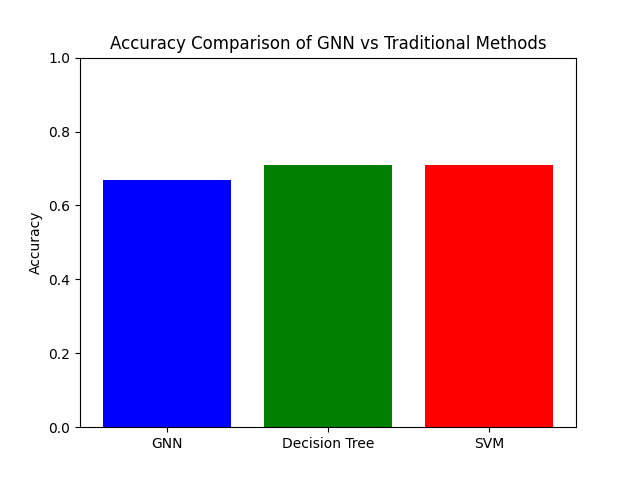 Accuracy Comparison of GNN vs Traditional Methods
1.0
0.8
0.6
0.4
0.2
0.0
Accuracy
GNN
Decision Tree
SVM